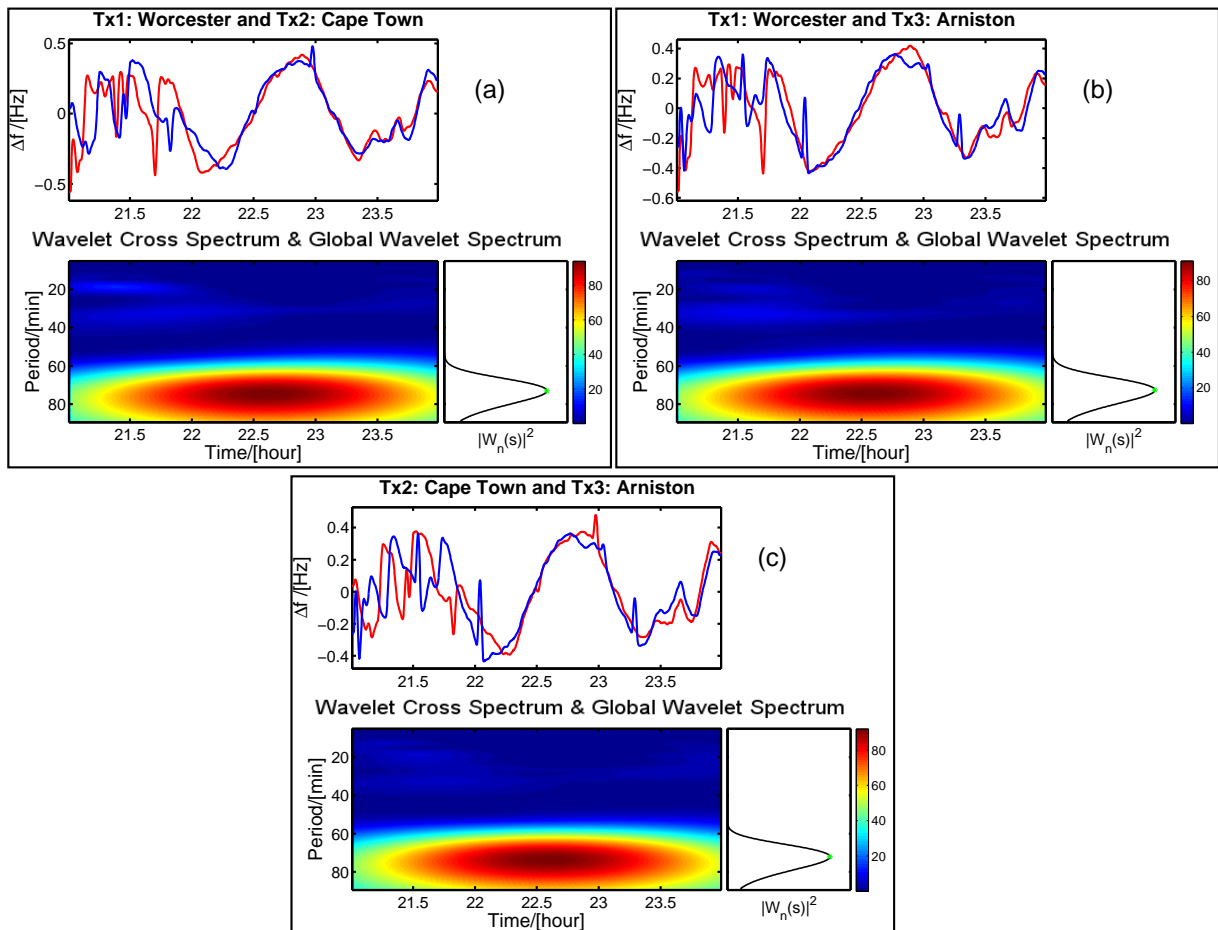 Tx1: Worcester and Tx2: Cape Town
0.5
0
−0.5
Δf /[Hz]
(a)
21.5 22 22.5 23 23.5
Wavelet Cross Spectrum & Global Wavelet Spectrum
20
40
60
80
Period/[min]
21.5 22 22.5 23 23.5
Time/[hour]
|W_n(s)|^2
80
60
40
20
Tx1: Worcester and Tx3: Arniston
0.4
0.2
0
−0.2
−0.4
−0.6
Δf /[Hz]
(b)
21.5 22 22.5 23 23.5
Wavelet Cross Spectrum & Global Wavelet Spectrum
20
40
60
80
Period/[min]
21.5 22 22.5 23 23.5
Time/[hour]
|W_n(s)|^2
80
60
40
20
Tx2: Cape Town and Tx3: Arniston
0.4
0.2
0
−0.2
−0.4
Δf /[Hz]
(c)
21.5 22 22.5 23 23.5
Wavelet Cross Spectrum & Global Wavelet Spectrum
20
40
60
80
Period/[min]
21.5 22 22.5 23 23.5
Time/[hour]
|W_n(s)|^2
80
60
40
20